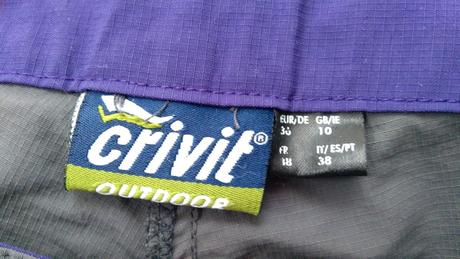 crivit®
OUTDOOR
EUR/DE GB/IE
36 10
FR IT/ES/PT
38 38